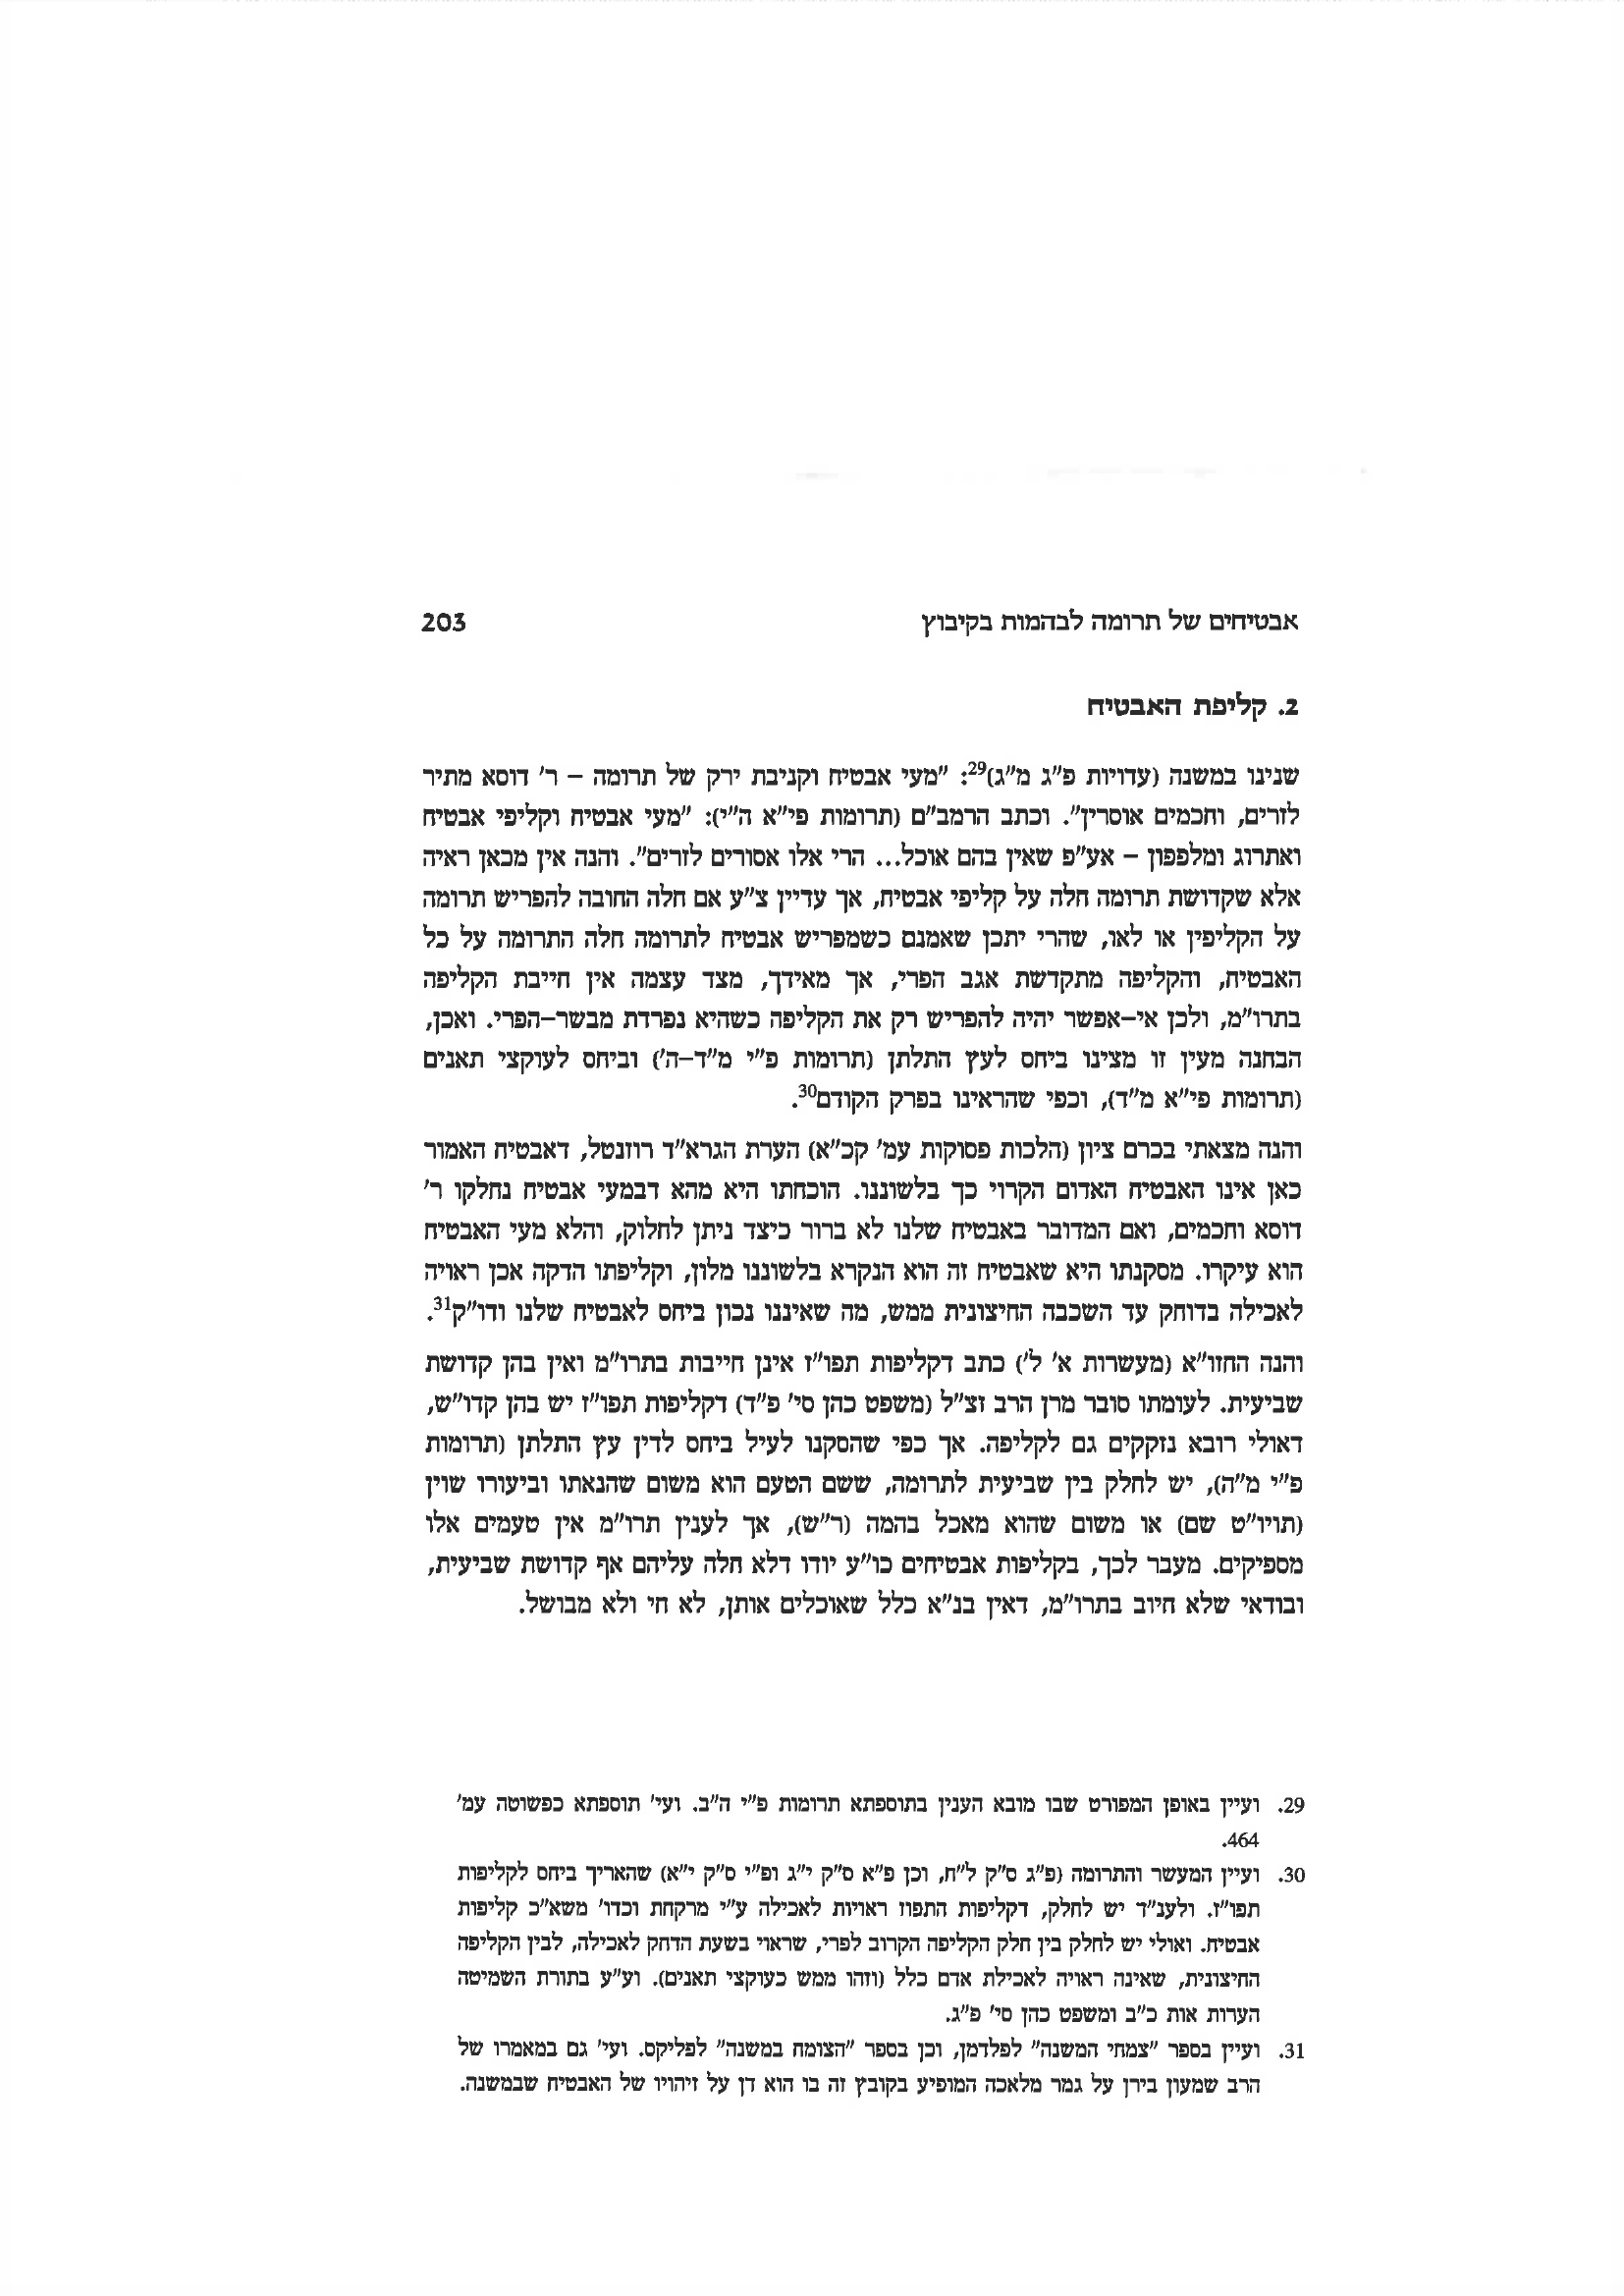 אבטיחים של תרומה לבהמות בקיבוץ 203
2. קליפת האבטיח
שנינו במשנה (עדויות פ"ג מ"ג)29: "מעי אבטיח וקניבת ירק של תרומה – ר' דוסא מתיר
לזרים, וחכמים אוסרין". וכתב הרמב"ם (תרומות פי"א ה"י): "מעי אבטיח וקליפי אבטיח
ואתרוג ומלפפון – אע"פ שאין בהם אוכל... הרי אלו אסורים לזרים". והנה אין מכאן ראיה
אלא שקדושת תרומה חלה על קליפי אבטיח, אך עדיין צ"ע אם חלה החובה להפריש תרומה
על הקליפין או לאו, שהרי יתכן שאמנם כשמפריש אבטיח לתרומה חלה התרומה על כל
האבטיח, והקליפה מתקדשת אגב הפרי, אך מאידך, מצד עצמה אין חייבת הקליפה
בתרו"מ, ולכן אי–אפשר יהיה להפריש רק את הקליפה כשהיא נפרדת מבשר–הפרי. ואכן,
הבחנה מעין זו מצינו ביחס לעץ התלתן (תרומות פ"י מ"ד–ה') וביחס לעוקצי תאנים
(תרומות פי"א מ"ד), וכפי שהראינו בפרק הקודם30.
והנה מצאתי בכרם ציון (הלכות פסוקות עמ' קכ"א) הערת הגרא"ד רוזנטל, דאבטיח האמור
כאן אינו האבטיח האדום הקרוי כך בלשוננו. הוכחתו היא מהא דבמעי אבטיח נחלקו ר'
דוסא וחכמים, ואם המדובר באבטיח שלנו לא ברור כיצד ניתן לחלוק, והלא מעי האבטיח
הוא עיקרו. מסקנתו היא שאבטיח זה הוא הנקרא בלשוננו מלון, וקליפתו הדקה אכן ראויה
לאכילה בדוחק עד השכבה החיצונית ממש, מה שאיננו נכון ביחס לאבטיח שלנו ודו"ק31.
והנה החזו"א (מעשרות א' ל') כתב דקליפות תפו"ז אינן חייבות בתרו"מ ואין בהן קדושת
שביעית. לעומתו סובר מרן הרב זצ"ל (משפט כהן סי' פ"ד) דקליפות תפו"ז יש בהן קדו"ש,
דאולי רובא נזקקים גם לקליפה. אך כפי שהסקנו לעיל ביחס לדין עץ התלתן (תרומות
פ"י מ"ה), יש לחלק בין שביעית לתרומה, ששם הטעם הוא משום שהנאתו וביעורו שוין
(תויו"ט שם) או משום שהוא מאכל בהמה (ר"ש), אך לענין תרו"מ אין טעמים אלו
מספיקים. מעבר לכך, בקליפות אבטיחים כו"ע יודו דלא חלה עליהם אף קדושת שביעית,
ובודאי שלא חיוב בתרו"מ, דאין בנ"א כלל שאוכלים אותן, לא חי ולא מבושל.
29. ועיין באופן המפורט שבו מובא הענין בתוספתא תרומות פ"י ה"ב. ועי' תוספתא כפשוטה עמ'
464.
30. ועיין המעשר והתרומה (פ"ג ס"ק ל"ח, וכן פ"א ס"ק י"ג ופ"י ס"ק י"א) שהאריך ביחס לקליפות
תפו"ז. ולענ"ד יש לחלק, דקליפות התפוז ראויות לאכילה ע"י מרקחת וכדו' משא"כ קליפות
אבטיח. ואולי יש לחלק בין חלק הקליפה הקרוב לפרי, שראוי בשעת הדחק לאכילה, לבין הקליפה
החיצונית, שאינה ראויה לאכילת אדם כלל (וזהו ממש כעוקצי תאנים). וע"ע בתורת השמיטה
הערות אות כ"ב ומשפט כהן סי' פ"ג.
31. ועיין בספר "צמחי המשנה" לפלדמן, וכן בספר "הצומח במשנה" לפליקס. ועי' גם במאמרו של
הרב שמעון בירן על גמר מלאכה המופיע בקובץ זה בו הוא דן על זיהויו של האבטיח שבמשנה.